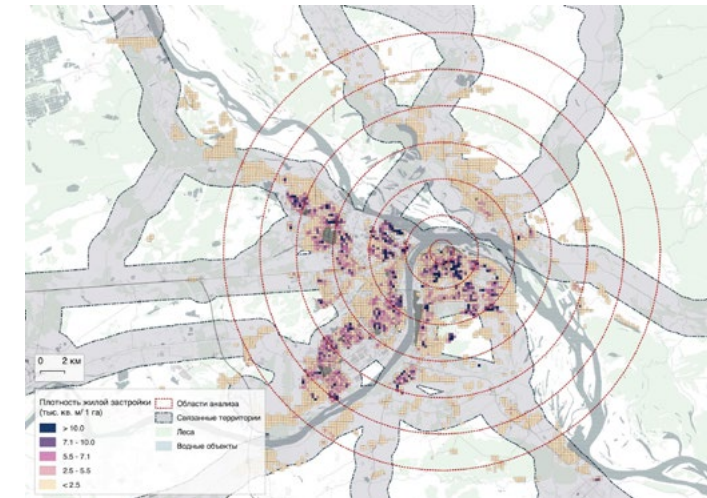 0 2 км
Плотность жилой застройки
(тыс. кв. м/ 1 га)
> 10.0
7.1 - 10.0
5.5 - 7.1
2.5 - 5.5
< 2.5
Области анализа
Связанные территории
Леса
Водные объекты